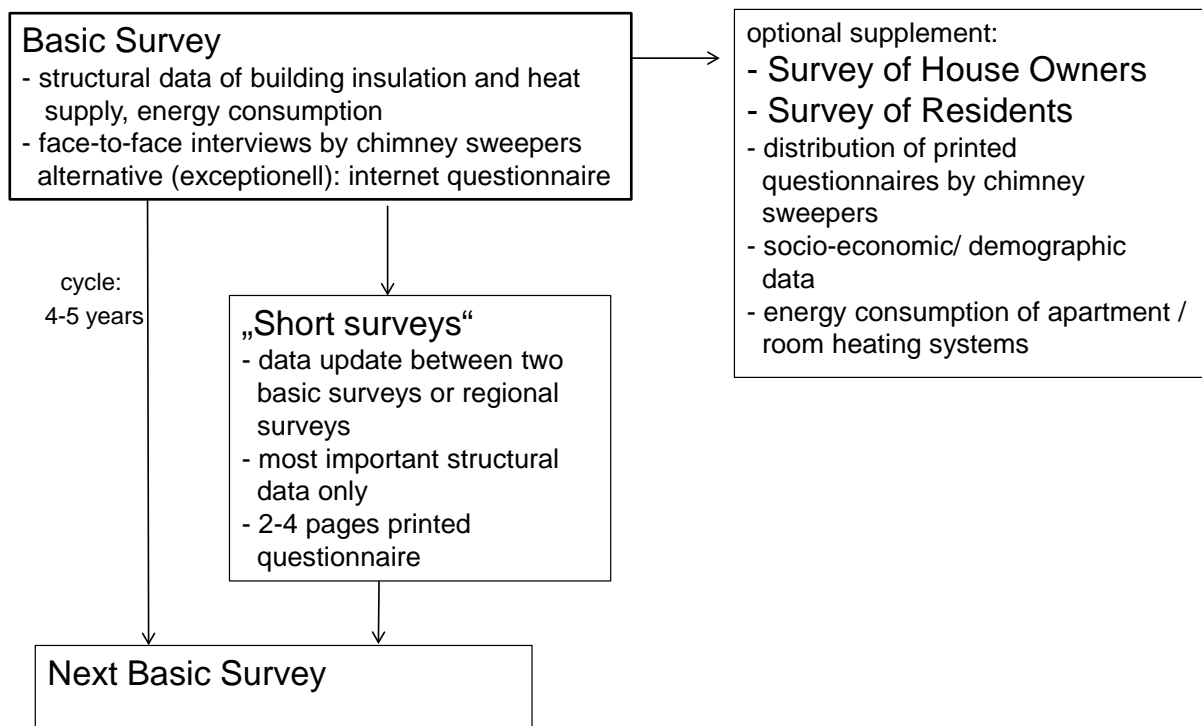 Basic Survey
- structural data of building insulation and heat
supply, energy consumption
- face-to-face interviews by chimney sweepers
alternative (exceptionell): internet questionnaire
optional supplement:
- Survey of House Owners
- Survey of Residents
- distribution of printed
questionnaires by chimney
sweepers
- socio-economic/ demographic
data
- energy consumption of apartment /
room heating systems
cycle:
4-5 years
„Short surveys“
- data update between two
basic surveys or regional
surveys
- most important structural
data only
- 2-4 pages printed
questionnaire
Next Basic Survey